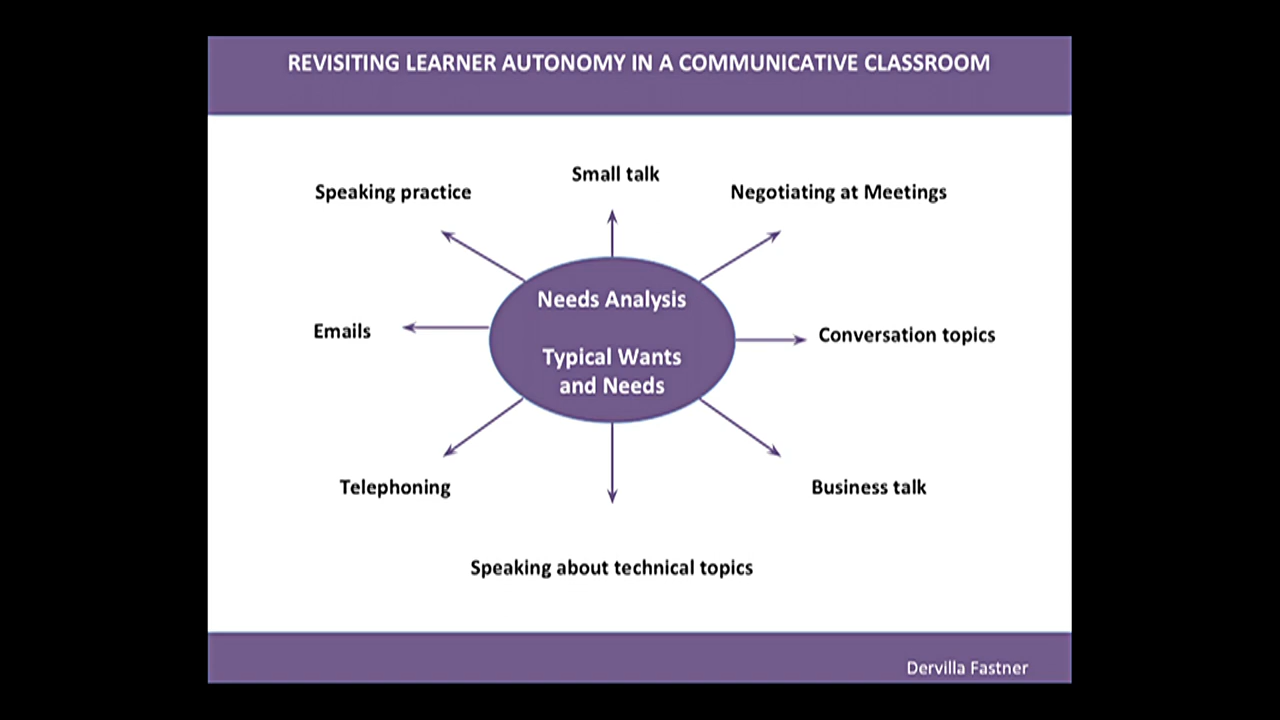 REVISITING LEARNER AUTONOMY IN A COMMUNICATIVE CLASSROOM
Small talk
Speaking practice
Negotiating at Meetings
Needs Analysis
Typical Wants
and Needs
Emails
Conversation topics
Telephoning
Business talk
Speaking about technical topics
Dervilla Fastner